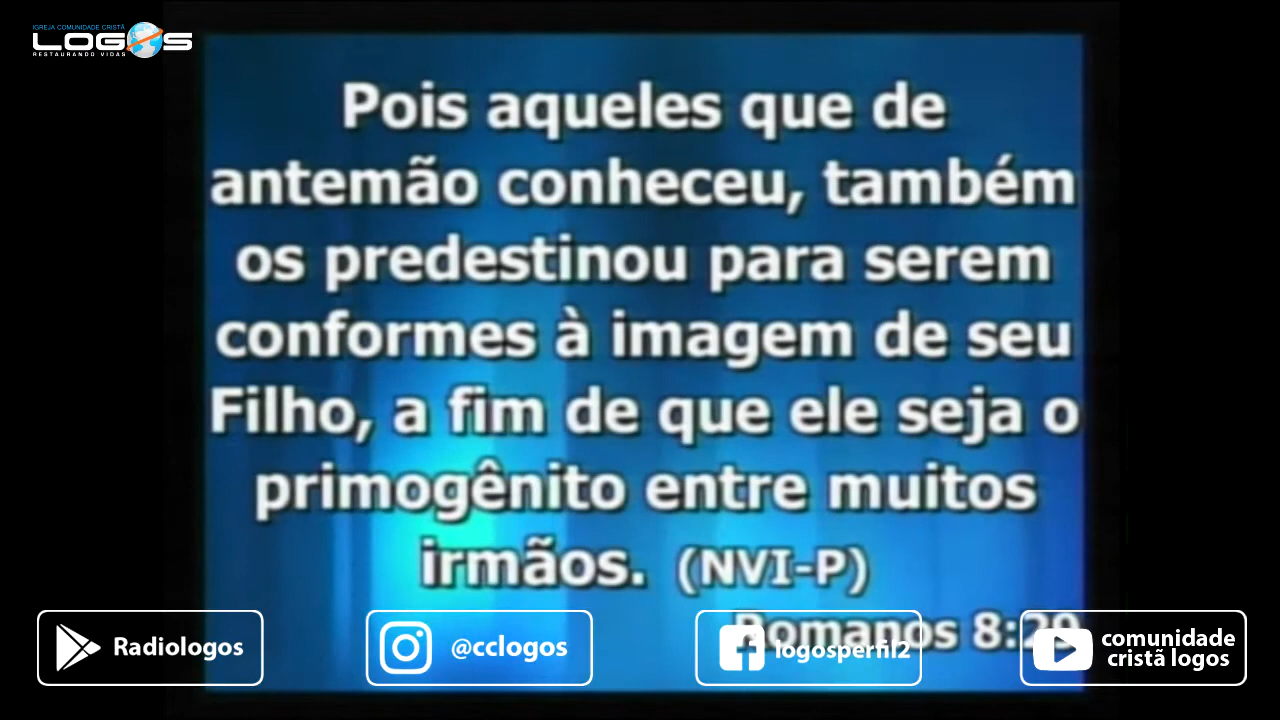 IGREJA COMUNIDADE CRISTÃ
LOGOS
RESTAURANDO VIDAS
Pois aqueles que de
antemão conheceu, também
os predestinou para serem
conformes à imagem de seu
Filho, a fim de que ele seja o
primogênito entre muitos
irmãos. (NVI-P)
Romanos 8:29
Radiologos
@cclogos
logosperfil2
comunidade
cristã logos